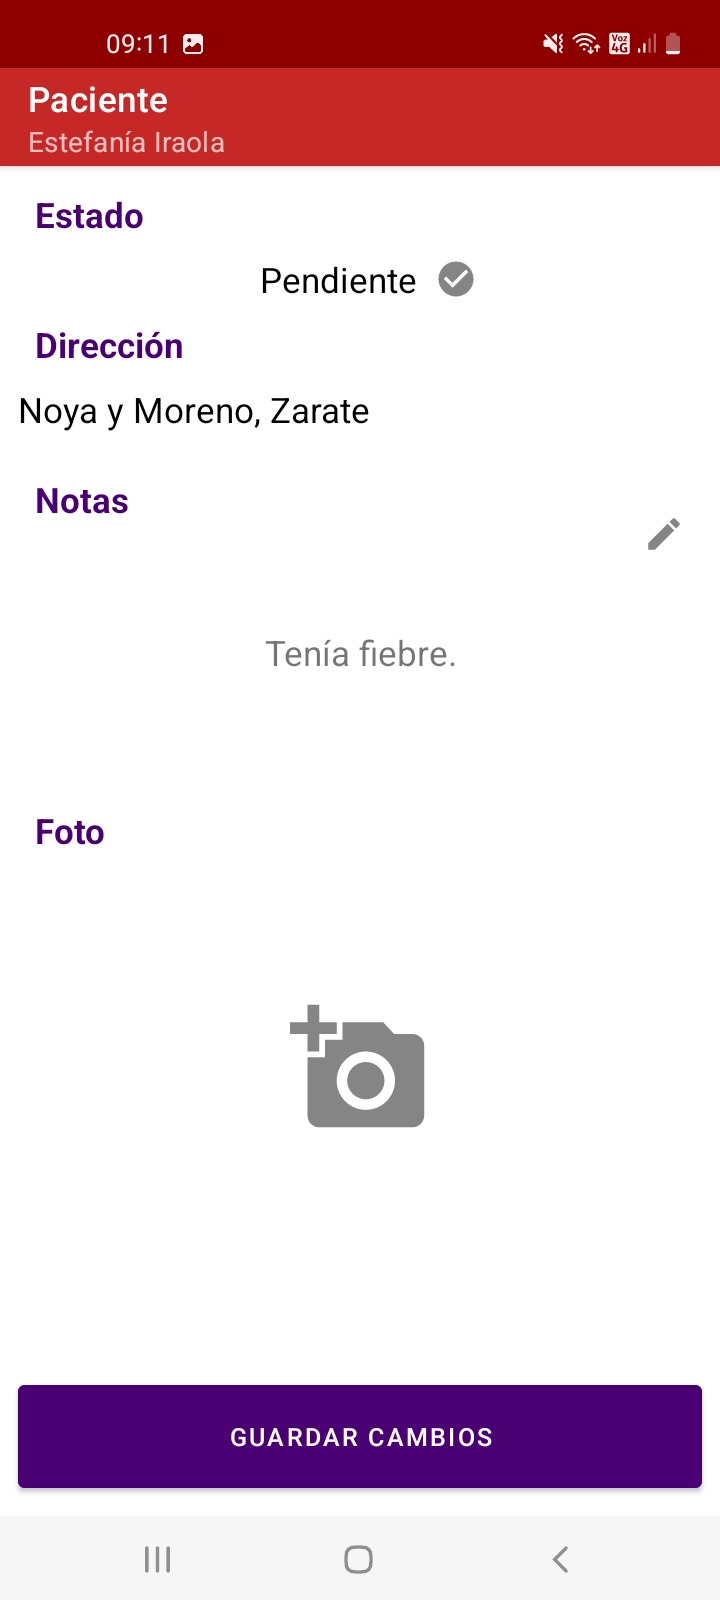 09:11
Voz
4G
Paciente
Estefanía Iraola
Estado
Pendiente
Dirección
Noya y Moreno, Zarate
Notas
Tenía fiebre.
Foto
GUARDAR CAMBIOS